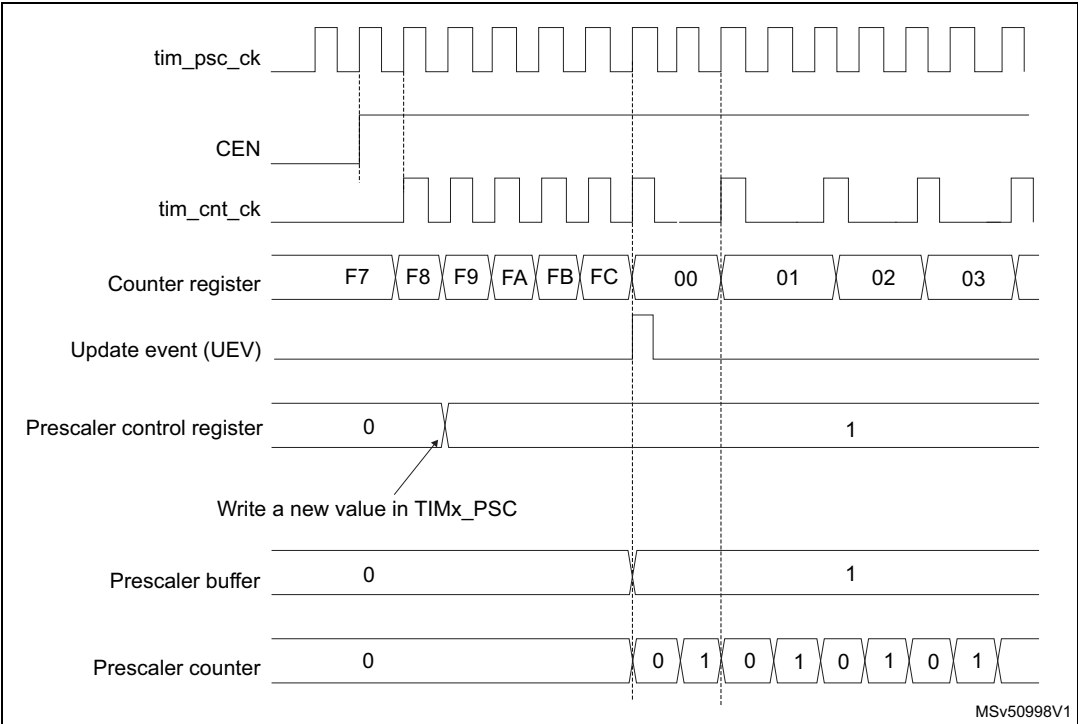 tim_psc_ck
CEN
tim_cnt_ck
Counter register F7 F8 F9 FA FB FC 00 01 02 03
Update event (UEV)
Prescaler control register 0 1
Write a new value in TIMx_PSC
Prescaler buffer 0 1
Prescaler counter 0 0 1 0 1 0 1 0 1
MSv50998V1